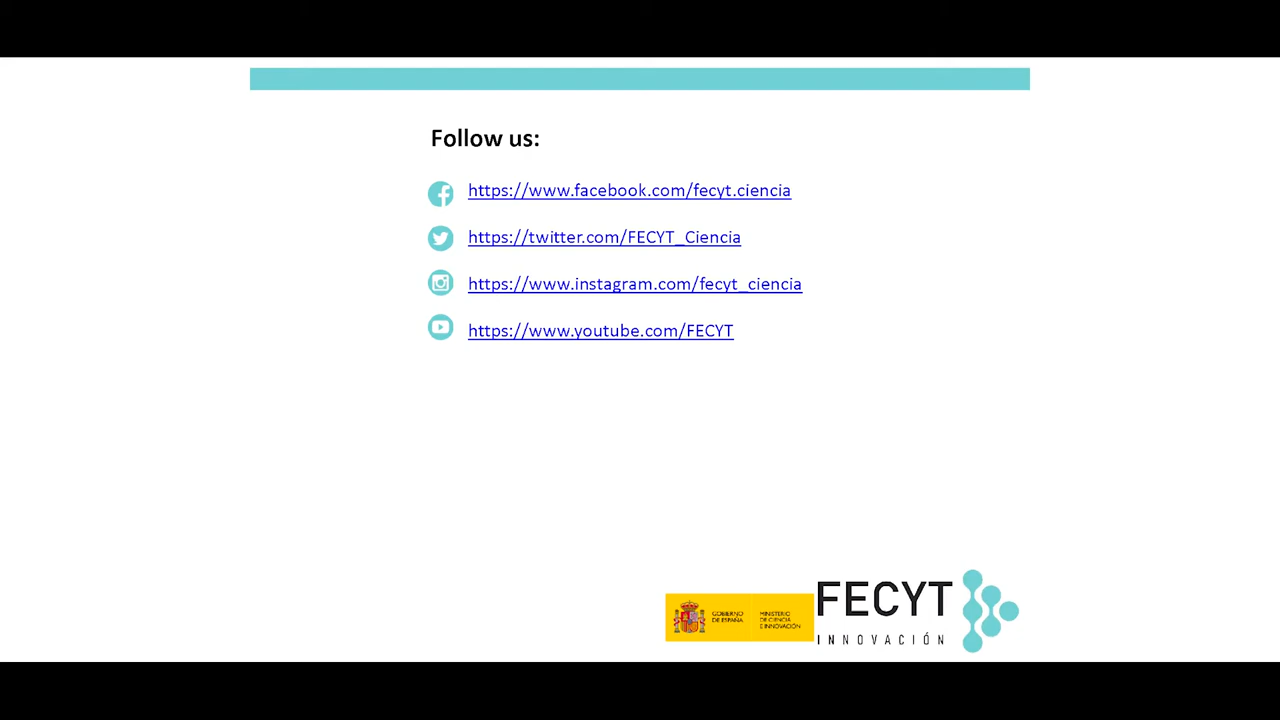 Follow us:
https://www.facebook.com/fecyt.ciencia
https://twitter.com/FECYT_Ciencia
https://www.instagram.com/fecyt_ciencia
https://www.youtube.com/FECYT
GOBIERNO
DE ESPAÑA
MINISTERIO
DE CIENCIA
E INNOVACIÓN
FECYT
INNOVACIÓN